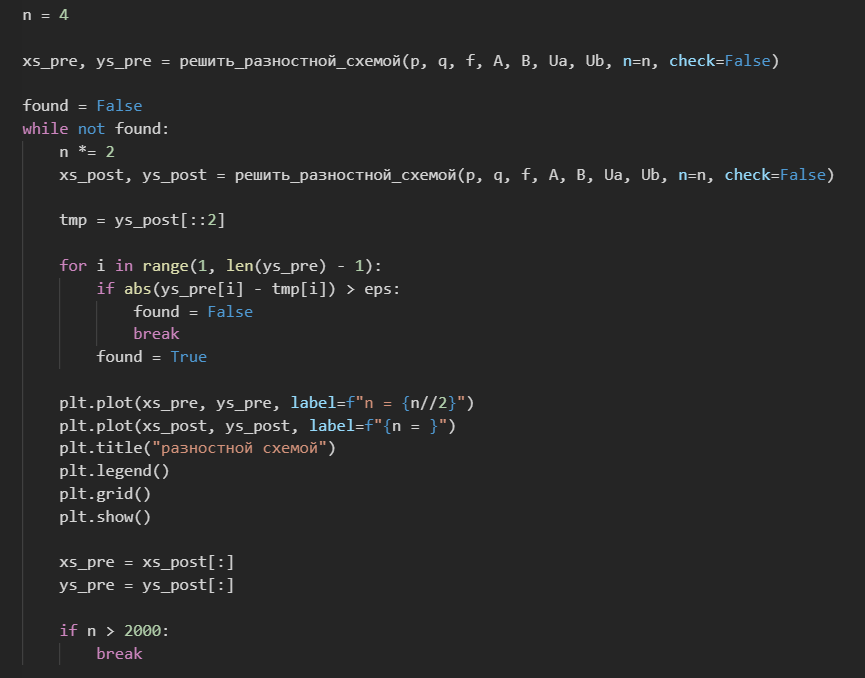 n = 4
xs_pre, ys_pre = решить_разностной_схемой(p, q, f, A, B, Ua, Ub, n=n, check=False)
found = False
while not found:
    n *= 2
    xs_post, ys_post = решить_разностной_схемой(p, q, f, A, B, Ua, Ub, n=n, check=False)
    tmp = ys_post[::2]
    for i in range(1, len(ys_pre) - 1):
        if abs(ys_pre[i] - tmp[i]) > eps:
            found = False
            break
        found = True
    plt.plot(xs_pre, ys_pre, label=f"n = {n//2}")
    plt.plot(xs_post, ys_post, label=f"{n = }")
    plt.title("разностной схемой")
    plt.legend()
    plt.grid()
    plt.show()
    xs_pre = xs_post[:]
    ys_pre = ys_post[:]
    if n > 2000:
        break